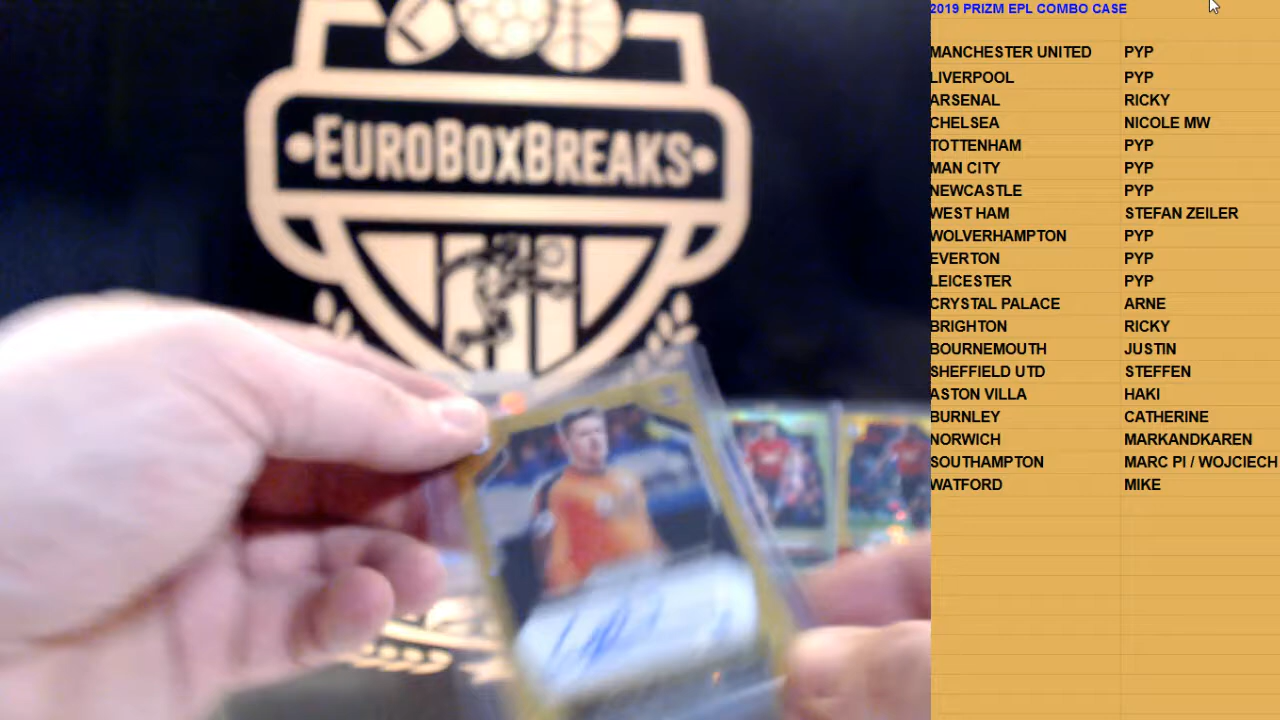 2019 PRIZM EPL COMBO CASE
EUROBOXBREAKS
MANCHESTER UNITED PYP
LIVERPOOL PYP
ARSENAL RICKY
CHELSEA NICOLE MW
TOTTENHAM PYP
MAN CITY PYP
NEWCASTLE PYP
WEST HAM STEFAN ZEILER
WOLVERHAMPTON PYP
EVERTON PYP
LEICESTER PYP
CRYSTAL PALACE ARNE
BRIGHTON RICKY
BOURNEMOUTH JUSTIN
SHEFFIELD UTD STEFFEN
ASTON VILLA HAKI
BURNLEY CATHERINE
NORWICH MARKANDKAREN
SOUTHAMPTON MARC PI / WOJCIECH
WATFORD MIKE